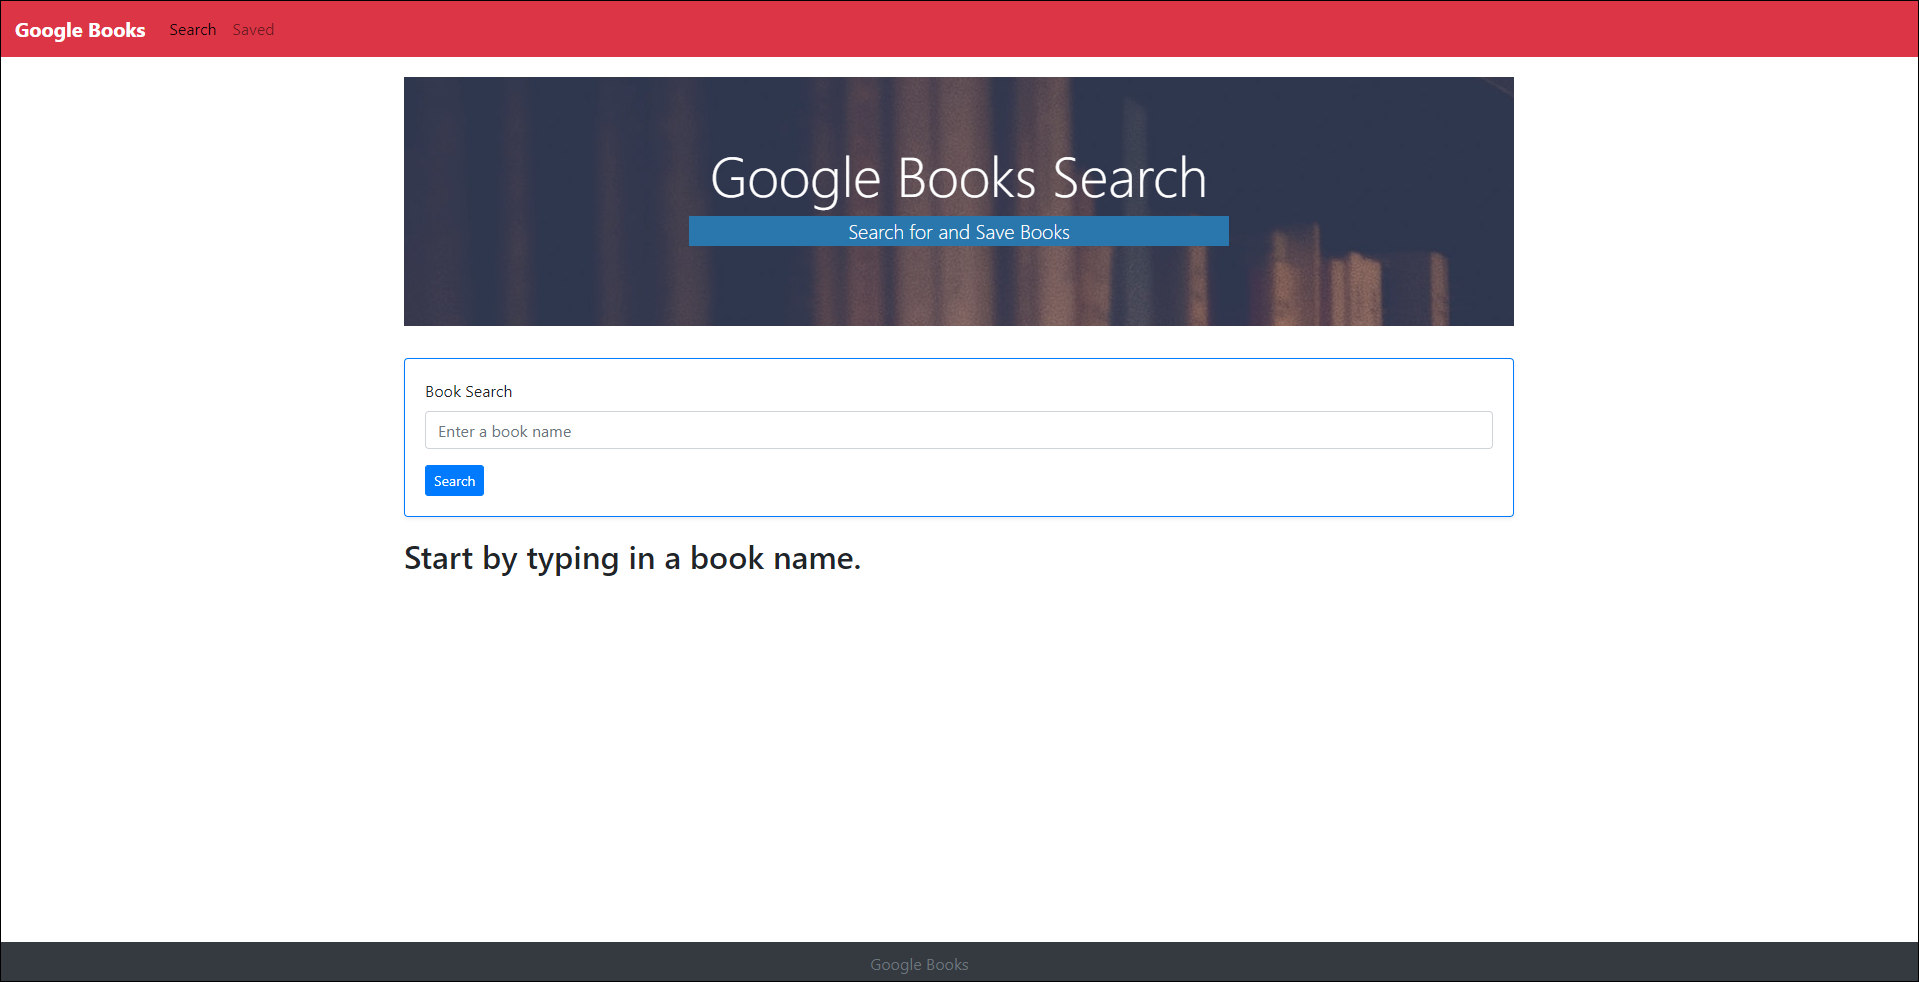 Google Books Search Saved
Google Books Search
Search for and Save Books
Book Search
Enter a book name
Search
Start by typing in a book name.
Google Books